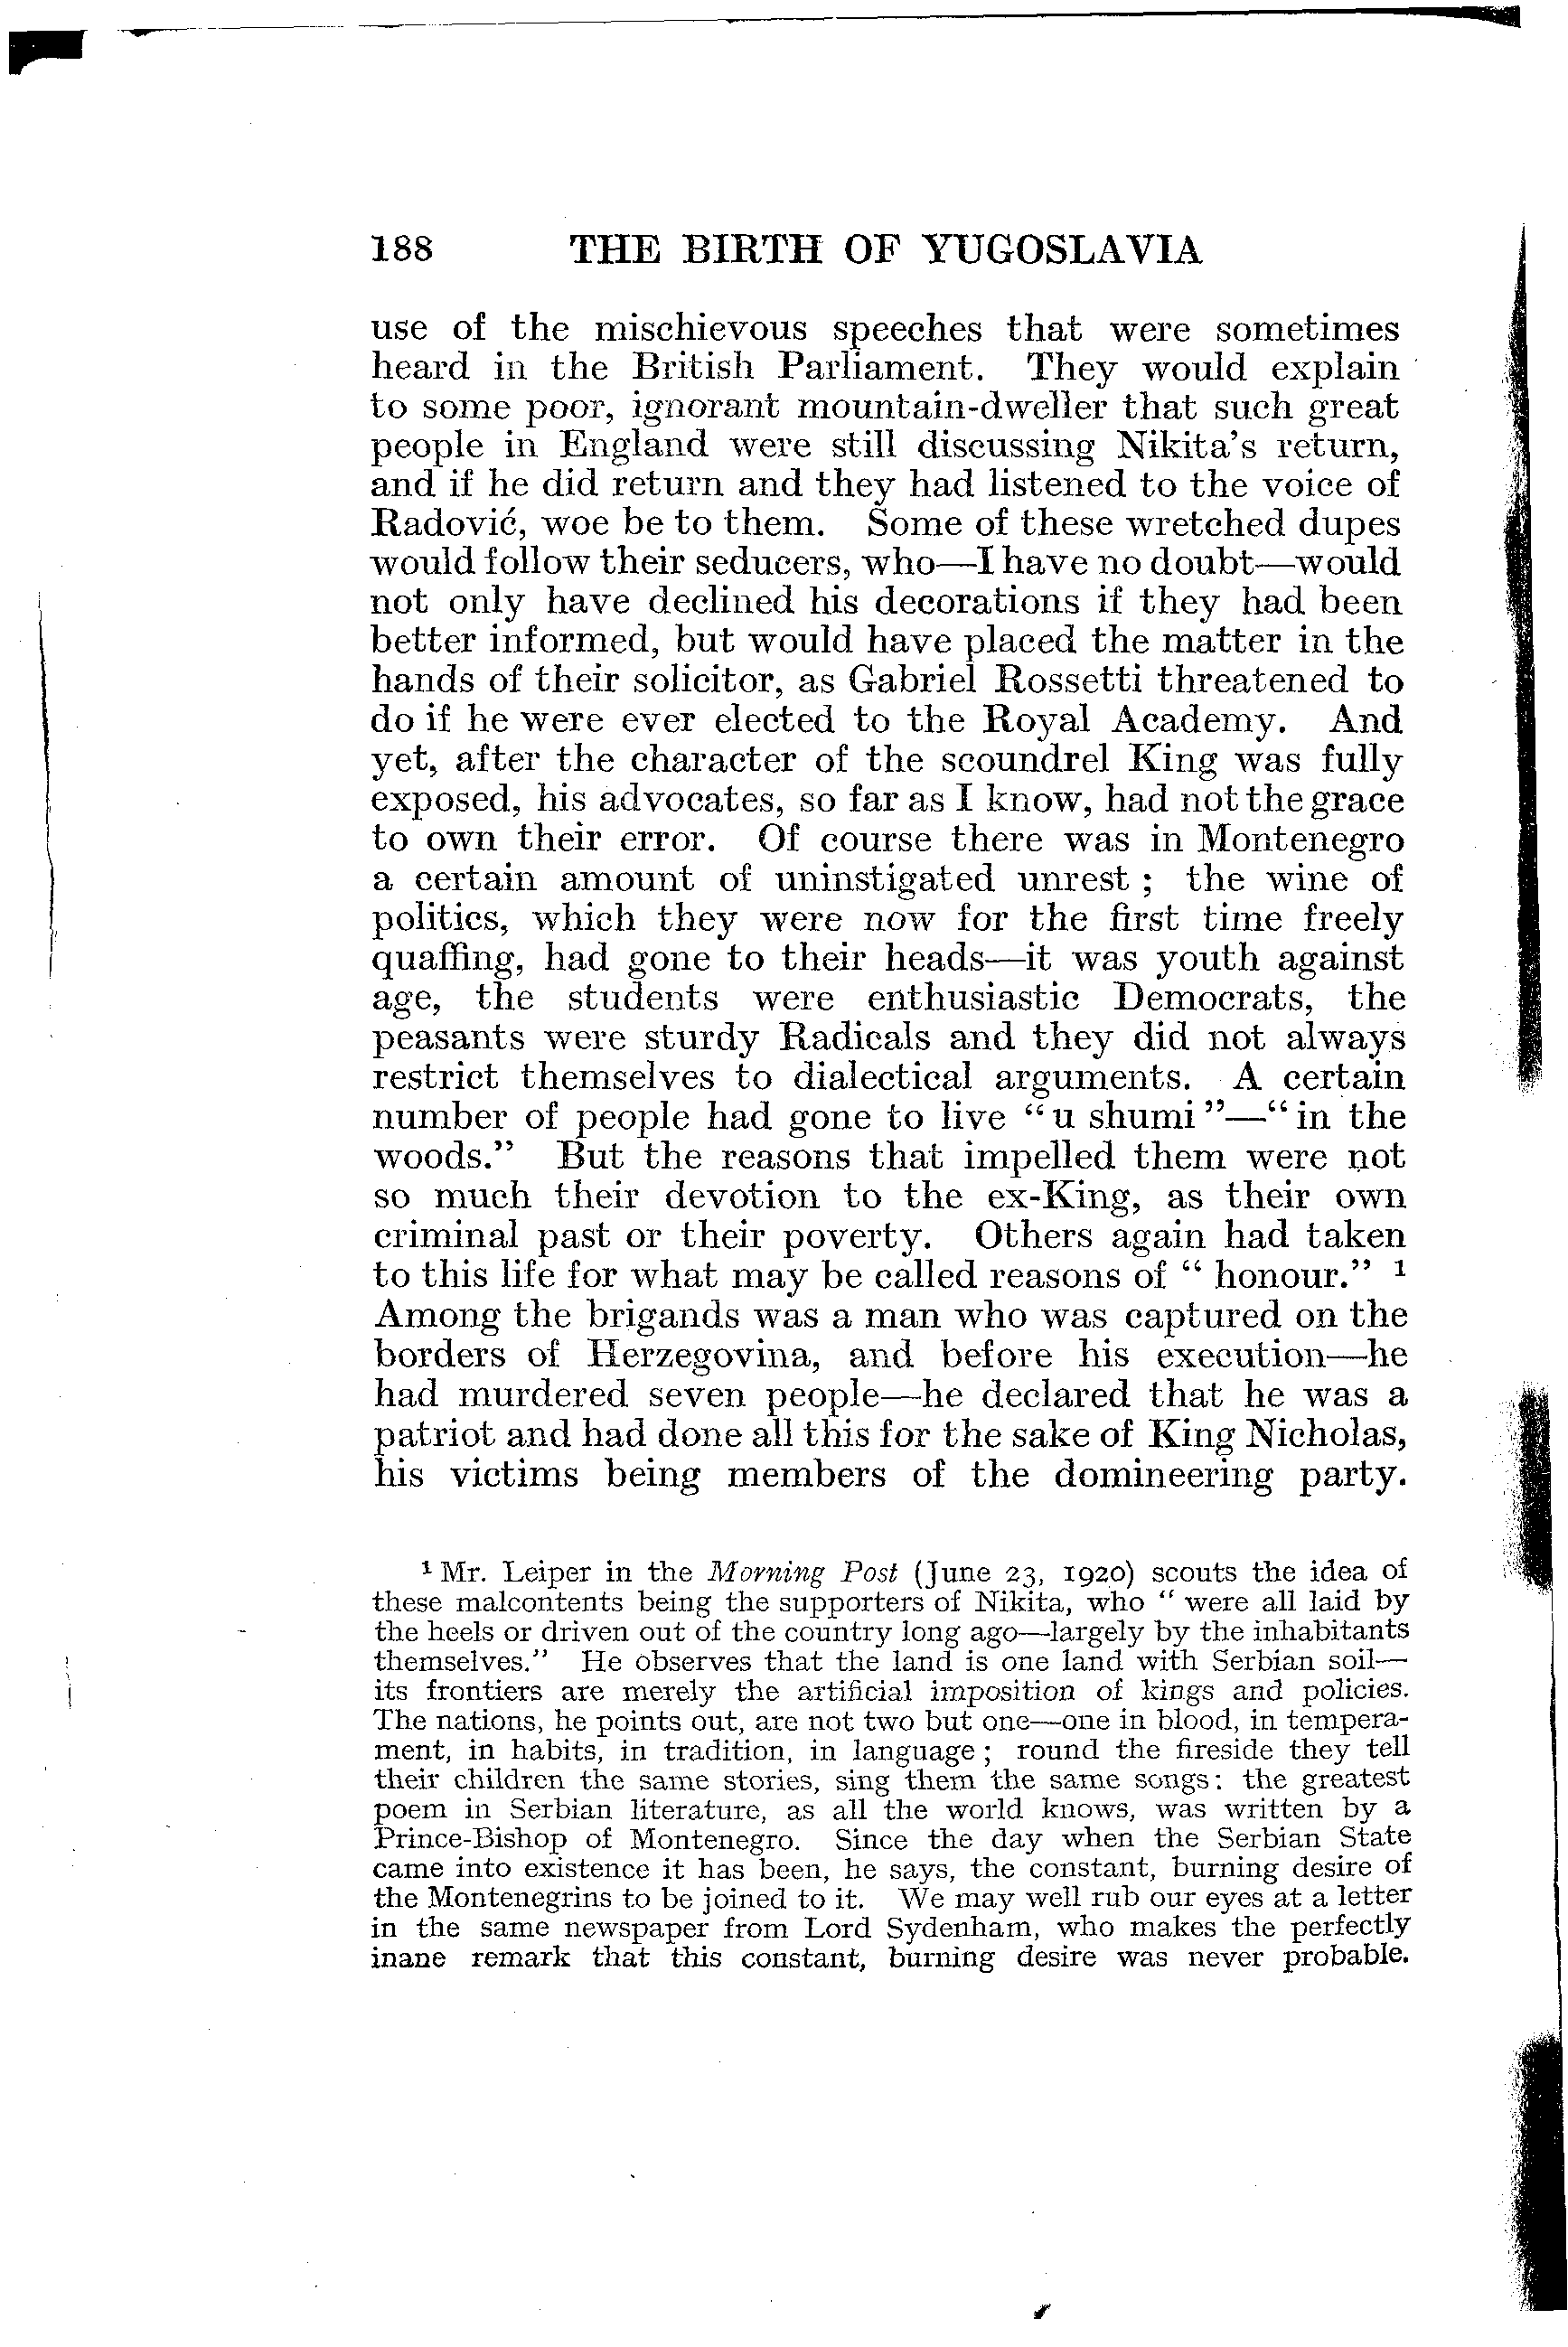 188 THE BIRTH OF YUGOSLAVIA
use of the mischievous speeches that were sometimes
heard in the British Parliament. They would explain
to some poor, ignorant mountain-dweller that such great
people in England were still discussing Nikita's return,
and if he did return and they had listened to the voice of
Radović, woe be to them. Some of these wretched dupes
would follow their seducers, who—I have no doubt—would
not only have declined his decorations if they had been
better informed, but would have placed the matter in the
hands of their solicitor, as Gabriel Rossetti threatened to
do if he were ever elected to the Royal Academy. And
yet, after the character of the scoundrel King was fully
exposed, his advocates, so far as I know, had not the grace
to own their error. Of course there was in Montenegro
a certain amount of uninstigated unrest ; the wine of
politics, which they were now for the first time freely
quaffing, had gone to their heads—it was youth against
age, the students were enthusiastic Democrats, the
peasants were sturdy Radicals and they did not always
restrict themselves to dialectical arguments. A certain
number of people had gone to live "u shumi"—"in the
woods." But the reasons that impelled them were not
so much their devotion to the ex-King, as their own
criminal past or their poverty. Others again had taken
to this life for what may be called reasons of " honour." ¹
Among the brigands was a man who was captured on the
borders of Herzegovina, and before his execution—he
had murdered seven people—he declared that he was a
patriot and had done all this for the sake of King Nicholas,
his victims being members of the domineering party.
¹ Mr. Leiper in the Morning Post (June 23, 1920) scouts the idea of
these malcontents being the supporters of Nikita, who " were all laid by
the heels or driven out of the country long ago—largely by the inhabitants
themselves." He observes that the land is one land with Serbian soil—
its frontiers are merely the artificial imposition of kings and policies.
The nations, he points out, are not two but one—one in blood, in tempera-
ment, in habits, in tradition, in language ; round the fireside they tell
their children the same stories, sing them the same songs: the greatest
poem in Serbian literature, as all the world knows, was written by a
Prince-Bishop of Montenegro. Since the day when the Serbian State
came into existence it has been, he says, the constant, burning desire of
the Montenegrins to be joined to it. We may well rub our eyes at a letter
in the same newspaper from Lord Sydenham, who makes the perfectly
inane remark that this constant, burning desire was never probable.